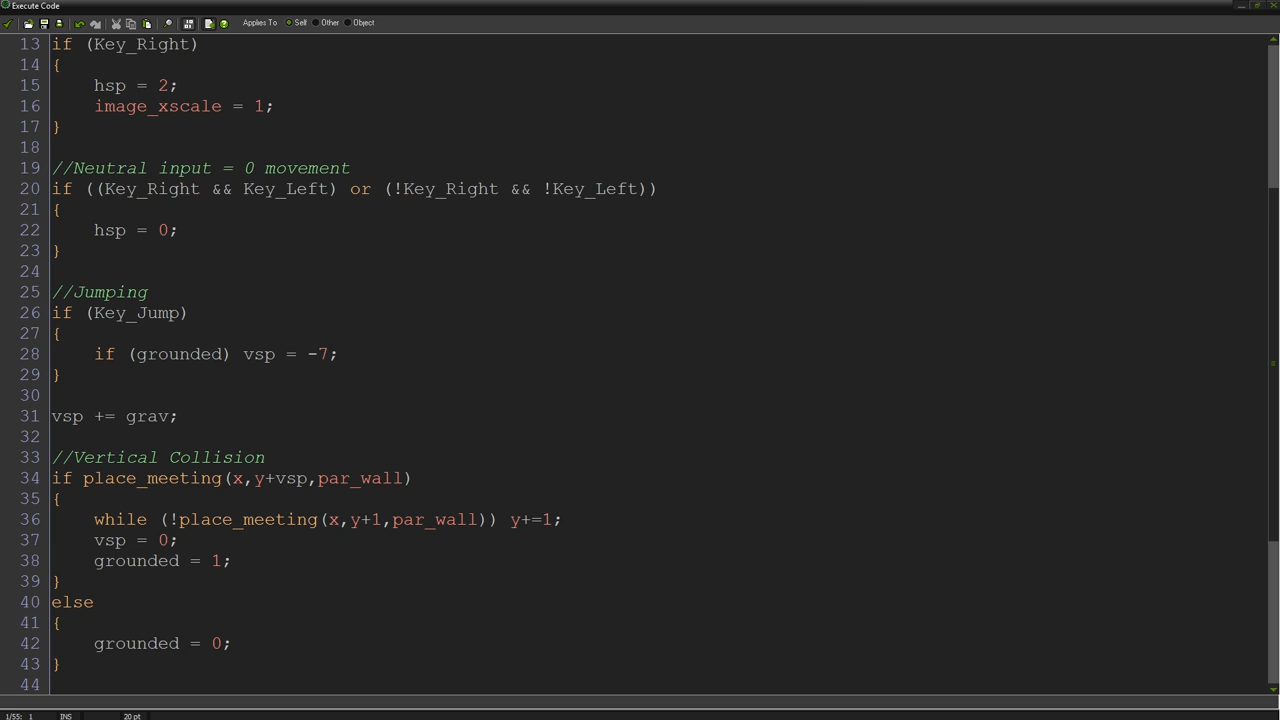 Execute Code
Applies To Self Other Object
13 if (Key_Right)
14 {
15     hsp = 2;
16     image_xscale = 1;
17 }
18
19 //Neutral input = 0 movement
20 if ((Key_Right && Key_Left) or (!Key_Right && !Key_Left))
21 {
22     hsp = 0;
23 }
24
25 //Jumping
26 if (Key_Jump)
27 {
28     if (grounded) vsp = -7;
29 }
30
31 vsp += grav;
32
33 //Vertical Collision
34 if place_meeting(x,y+vsp,par_wall)
35 {
36     while (!place_meeting(x,y+1,par_wall)) y+=1;
37     vsp = 0;
38     grounded = 1;
39 }
40 else
41 {
42     grounded = 0;
43 }
44
1/55: 1 INS 20 pt